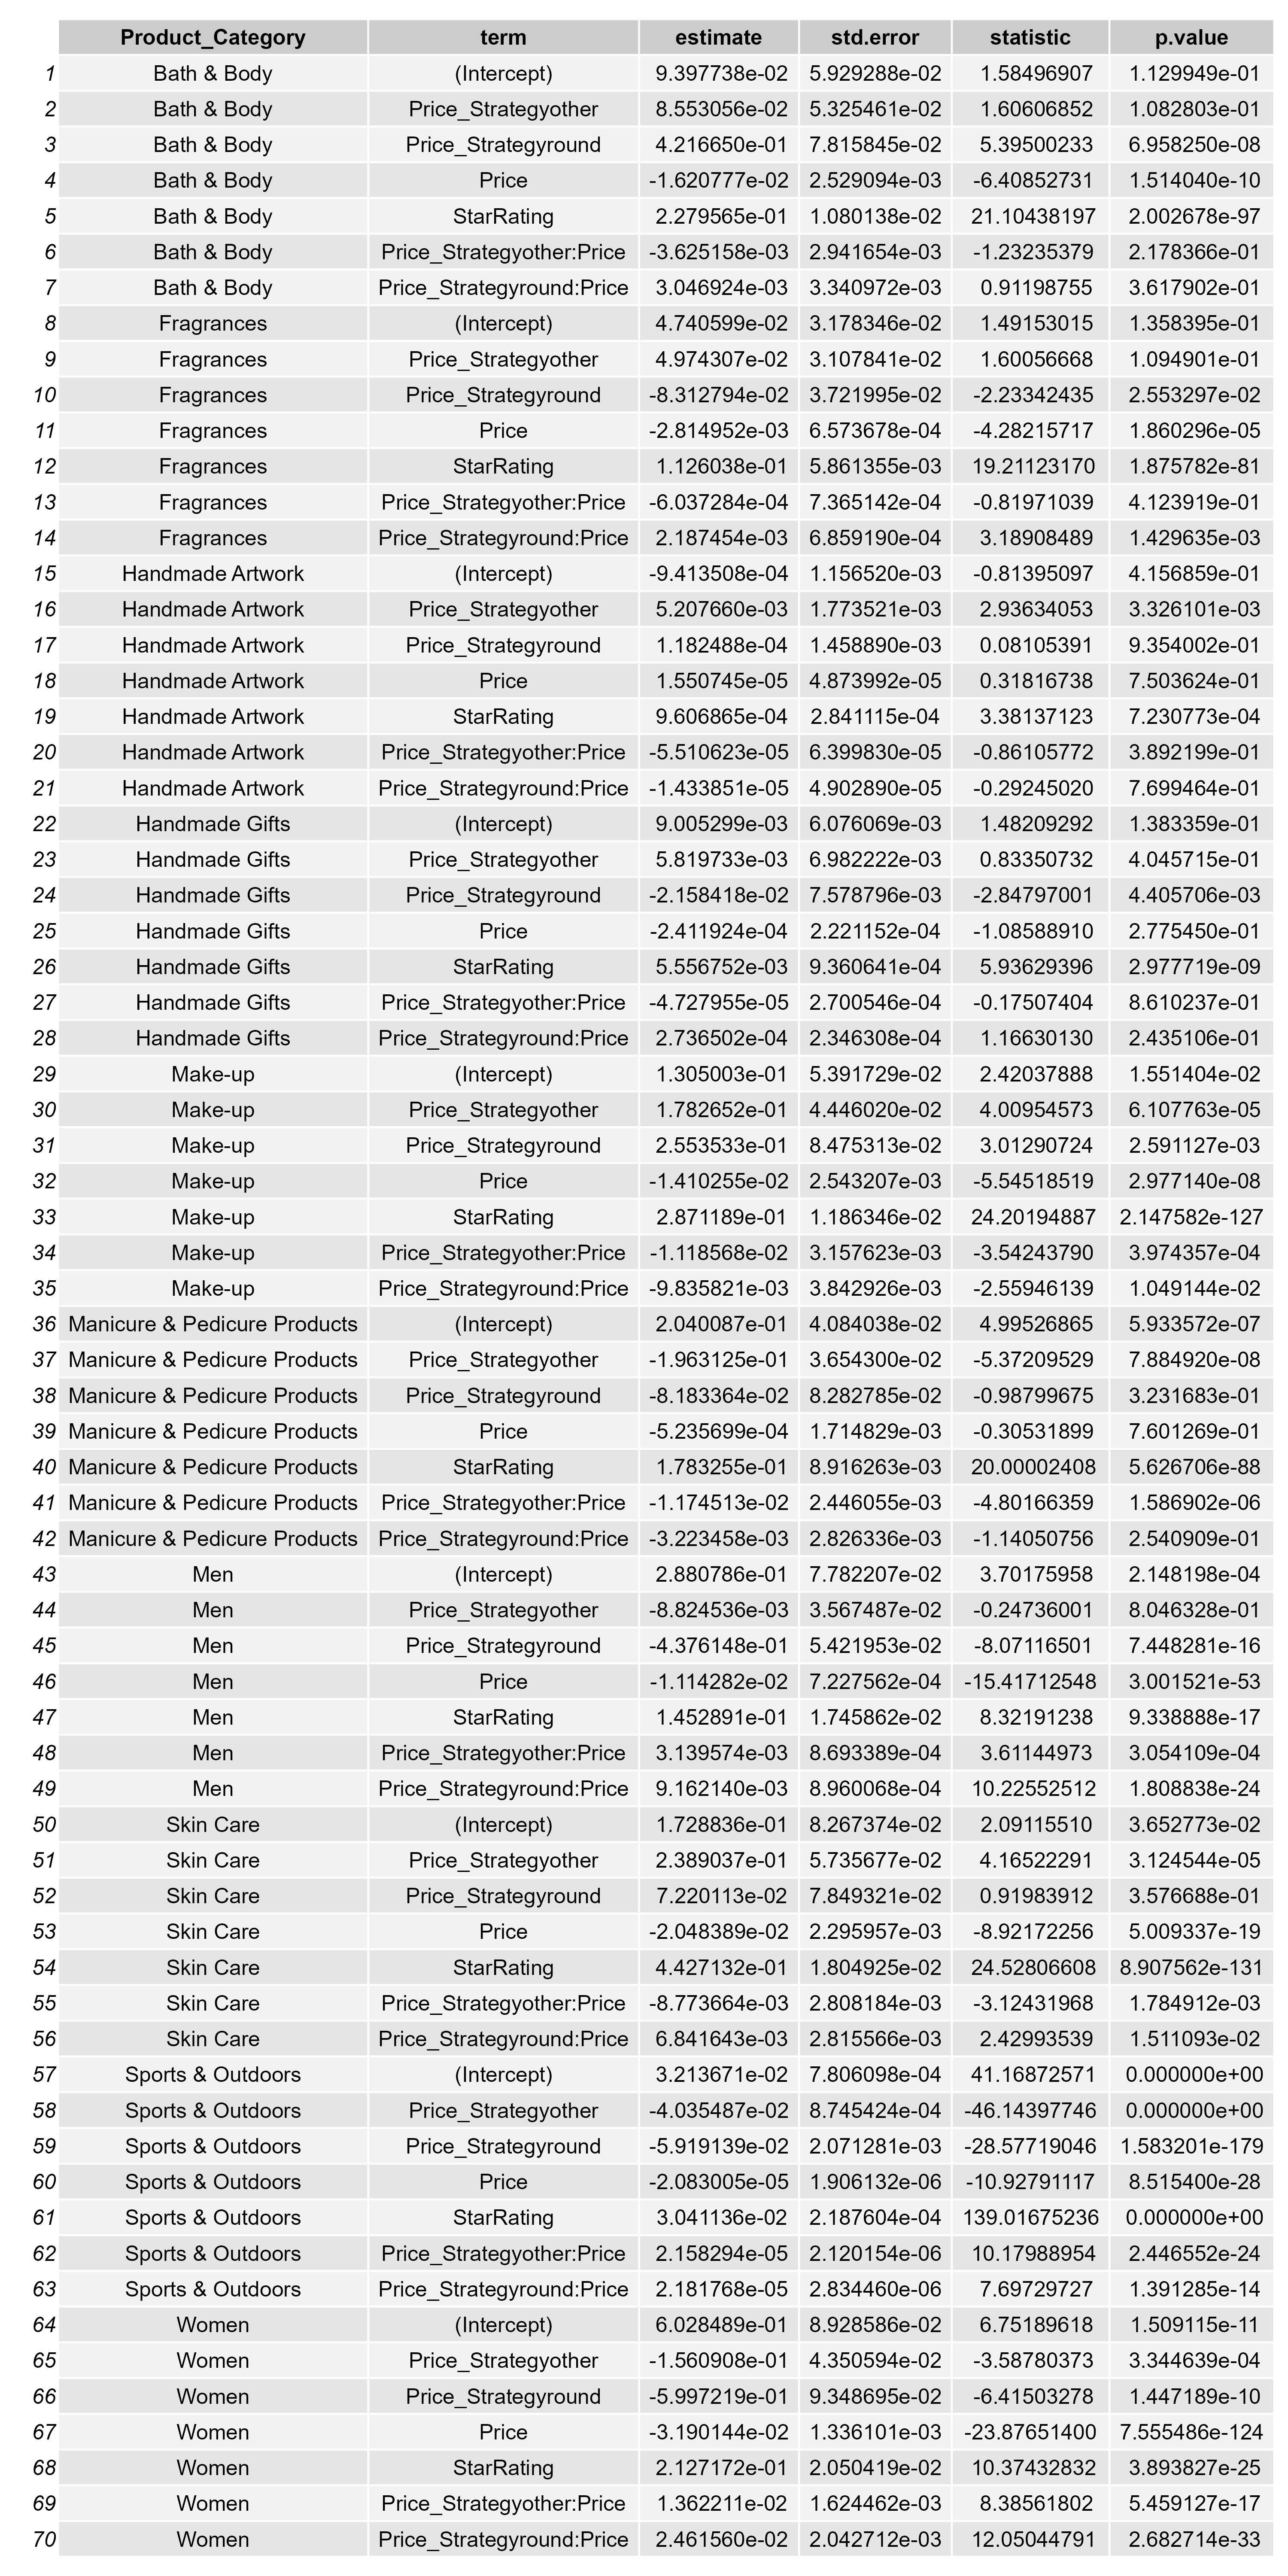 Product_Category term estimate std.error statistic p.value
1 Bath & Body (Intercept) 9.397738e-02 5.929288e-02 1.58496907 1.129949e-01
2 Bath & Body Price_Strategyother 8.553056e-02 5.325461e-02 1.60606852 1.082803e-01
3 Bath & Body Price_Strategyround 4.216650e-01 7.815845e-02 5.39500233 6.958250e-08
4 Bath & Body Price -1.620777e-02 2.529094e-03 -6.40852731 1.514040e-10
5 Bath & Body StarRating 2.279565e-01 1.080138e-02 21.10438197 2.002678e-97
6 Bath & Body Price_Strategyother:Price -3.625158e-03 2.941654e-03 -1.23235379 2.178366e-01
7 Bath & Body Price_Strategyround:Price 3.046924e-03 3.340972e-03 0.91198755 3.617902e-01
8 Fragrances (Intercept) 4.740599e-02 3.178346e-02 1.49153015 1.358395e-01
9 Fragrances Price_Strategyother 4.974307e-02 3.107841e-02 1.60056668 1.094901e-01
10 Fragrances Price_Strategyround -8.312794e-02 3.721995e-02 -2.23342435 2.553297e-02
11 Fragrances Price -2.814952e-03 6.573678e-04 -4.28215717 1.860296e-05
12 Fragrances StarRating 1.126038e-01 5.861355e-03 19.21123170 1.875782e-81
13 Fragrances Price_Strategyother:Price -6.037284e-04 7.365142e-04 -0.81971039 4.123919e-01
14 Fragrances Price_Strategyround:Price 2.187454e-03 6.859190e-04 3.18908489 1.429635e-03
15 Handmade Artwork (Intercept) -9.413508e-04 1.156520e-03 -0.81395097 4.156859e-01
16 Handmade Artwork Price_Strategyother 5.207660e-03 1.773521e-03 2.93634053 3.326101e-03
17 Handmade Artwork Price_Strategyround 1.182488e-04 1.458890e-03 0.08105391 9.354002e-01
18 Handmade Artwork Price 1.550745e-05 4.873992e-05 0.31816738 7.503624e-01
19 Handmade Artwork StarRating 9.606865e-04 2.841115e-04 3.38137123 7.230773e-04
20 Handmade Artwork Price_Strategyother:Price -5.510623e-05 6.399830e-05 -0.86105772 3.892199e-01
21 Handmade Artwork Price_Strategyround:Price -1.433851e-05 4.902890e-05 -0.29245020 7.699464e-01
22 Handmade Gifts (Intercept) 9.005299e-03 6.076069e-03 1.48209292 1.383359e-01
23 Handmade Gifts Price_Strategyother 5.819733e-03 6.982222e-03 0.83350732 4.045715e-01
24 Handmade Gifts Price_Strategyround -2.158418e-02 7.578796e-03 -2.84797001 4.405706e-03
25 Handmade Gifts Price -2.411924e-04 2.221152e-04 -1.08588910 2.775450e-01
26 Handmade Gifts StarRating 5.556752e-03 9.360641e-04 5.93629396 2.977719e-09
27 Handmade Gifts Price_Strategyother:Price -4.727955e-05 2.700546e-04 -0.17507404 8.610237e-01
28 Handmade Gifts Price_Strategyround:Price 2.736502e-04 2.346308e-04 1.16630130 2.435106e-01
29 Make-up (Intercept) 1.305003e-01 5.391729e-02 2.42037888 1.551404e-02
30 Make-up Price_Strategyother 1.782652e-01 4.446020e-02 4.00954573 6.107763e-05
31 Make-up Price_Strategyround 2.553533e-01 8.475313e-02 3.01290724 2.591127e-03
32 Make-up Price -1.410255e-02 2.543207e-03 -5.54518519 2.977140e-08
33 Make-up StarRating 2.871189e-01 1.186346e-02 24.20194887 2.147582e-127
34 Make-up Price_Strategyother:Price -1.118568e-02 3.157623e-03 -3.54243790 3.974357e-04
35 Make-up Price_Strategyround:Price -9.835821e-03 3.842926e-03 -2.55946139 1.049144e-02
36 Manicure & Pedicure Products (Intercept) 2.040087e-01 4.084038e-02 4.99526865 5.933572e-07
37 Manicure & Pedicure Products Price_Strategyother -1.963125e-01 3.654300e-02 -5.37209529 7.884920e-08
38 Manicure & Pedicure Products Price_Strategyround -8.183364e-02 8.282785e-02 -0.98799675 3.231683e-01
39 Manicure & Pedicure Products Price -5.235699e-04 1.714829e-03 -0.30531899 7.601269e-01
40 Manicure & Pedicure Products StarRating 1.783255e-01 8.916263e-03 20.00002408 5.626706e-88
41 Manicure & Pedicure Products Price_Strategyother:Price -1.174513e-02 2.446055e-03 -4.80166359 1.586902e-06
42 Manicure & Pedicure Products Price_Strategyround:Price -3.223458e-03 2.826336e-03 -1.14050756 2.540909e-01
43 Men (Intercept) 2.880786e-01 7.782207e-02 3.70175958 2.148198e-04
44 Men Price_Strategyother -8.824536e-03 3.567487e-02 -0.24736001 8.046328e-01
45 Men Price_Strategyround -4.376148e-01 5.421953e-02 -8.07116501 7.448281e-16
46 Men Price -1.114282e-02 7.227562e-04 -15.41712548 3.001521e-53
47 Men StarRating 1.452891e-01 1.745862e-02 8.32191238 9.338888e-17
48 Men Price_Strategyother:Price 3.139574e-03 8.693389e-04 3.61144973 3.054109e-04
49 Men Price_Strategyround:Price 9.162140e-03 8.960068e-04 10.22552512 1.808838e-24
50 Skin Care (Intercept) 1.728836e-01 8.267374e-02 2.09115510 3.652773e-02
51 Skin Care Price_Strategyother 2.389037e-01 5.735677e-02 4.16522291 3.124544e-05
52 Skin Care Price_Strategyround 7.220113e-02 7.849321e-02 0.91983912 3.576688e-01
53 Skin Care Price -2.048389e-02 2.295957e-03 -8.92172256 5.009337e-19
54 Skin Care StarRating 4.427132e-01 1.804925e-02 24.52806608 8.907562e-131
55 Skin Care Price_Strategyother:Price -8.773664e-03 2.808184e-03 -3.12431968 1.784912e-03
56 Skin Care Price_Strategyround:Price 6.841643e-03 2.815566e-03 2.42993539 1.511093e-02
57 Sports & Outdoors (Intercept) 3.213671e-02 7.806098e-04 41.16872571 0.000000e+00
58 Sports & Outdoors Price_Strategyother -4.035487e-02 8.745424e-04 -46.14397746 0.000000e+00
59 Sports & Outdoors Price_Strategyround -5.919139e-02 2.071281e-03 -28.57719046 1.583201e-179
60 Sports & Outdoors Price -2.083005e-05 1.906132e-06 -10.92791117 8.515400e-28
61 Sports & Outdoors StarRating 3.041136e-02 2.187604e-04 139.01675236 0.000000e+00
62 Sports & Outdoors Price_Strategyother:Price 2.158294e-05 2.120154e-06 10.17988954 2.446552e-24
63 Sports & Outdoors Price_Strategyround:Price 2.181768e-05 2.834460e-06 7.69729727 1.391285e-14
64 Women (Intercept) 6.028489e-01 8.928586e-02 6.75189618 1.509115e-11
65 Women Price_Strategyother -1.560908e-01 4.350594e-02 -3.58780373 3.344639e-04
66 Women Price_Strategyround -5.997219e-01 9.348695e-02 -6.41503278 1.447189e-10
67 Women Price -3.190144e-02 1.336101e-03 -23.87651400 7.555486e-124
68 Women StarRating 2.127172e-01 2.050419e-02 10.37432832 3.893827e-25
69 Women Price_Strategyother:Price 1.362211e-02 1.624462e-03 8.38561802 5.459127e-17
70 Women Price_Strategyround:Price 2.461560e-02 2.042712e-03 12.05044791 2.682714e-33